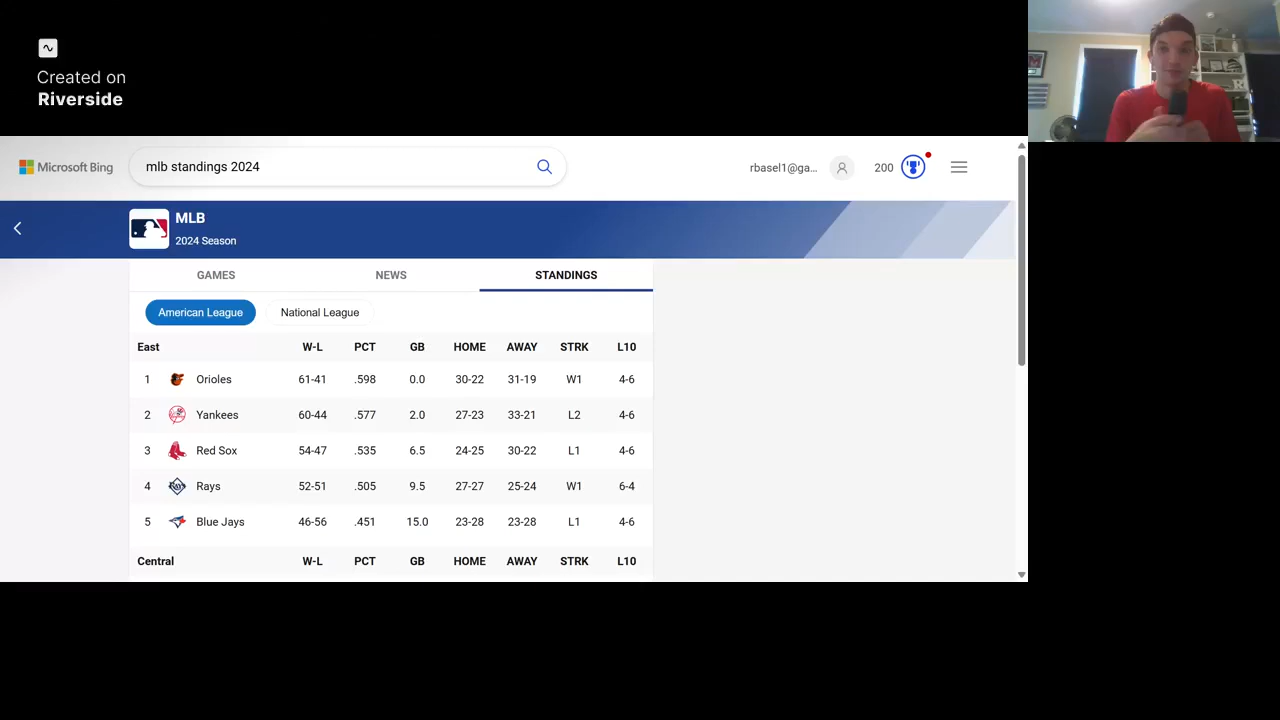 Created on
Riverside
Microsoft Bing
mlb standings 2024
rbasel1@ga...
200
MLB
2024 Season
GAMES NEWS STANDINGS
American League National League
East W-L PCT GB HOME AWAY STRK L10
1 Orioles 61-41 .598 0.0 30-22 31-19 W1 4-6
2 Yankees 60-44 .577 2.0 27-23 33-21 L2 4-6
3 Red Sox 54-47 .535 6.5 24-25 30-22 L1 4-6
4 Rays 52-51 .505 9.5 27-27 25-24 W1 6-4
5 Blue Jays 46-56 .451 15.0 23-28 23-28 L1 4-6
Central W-L PCT GB HOME AWAY STRK L10